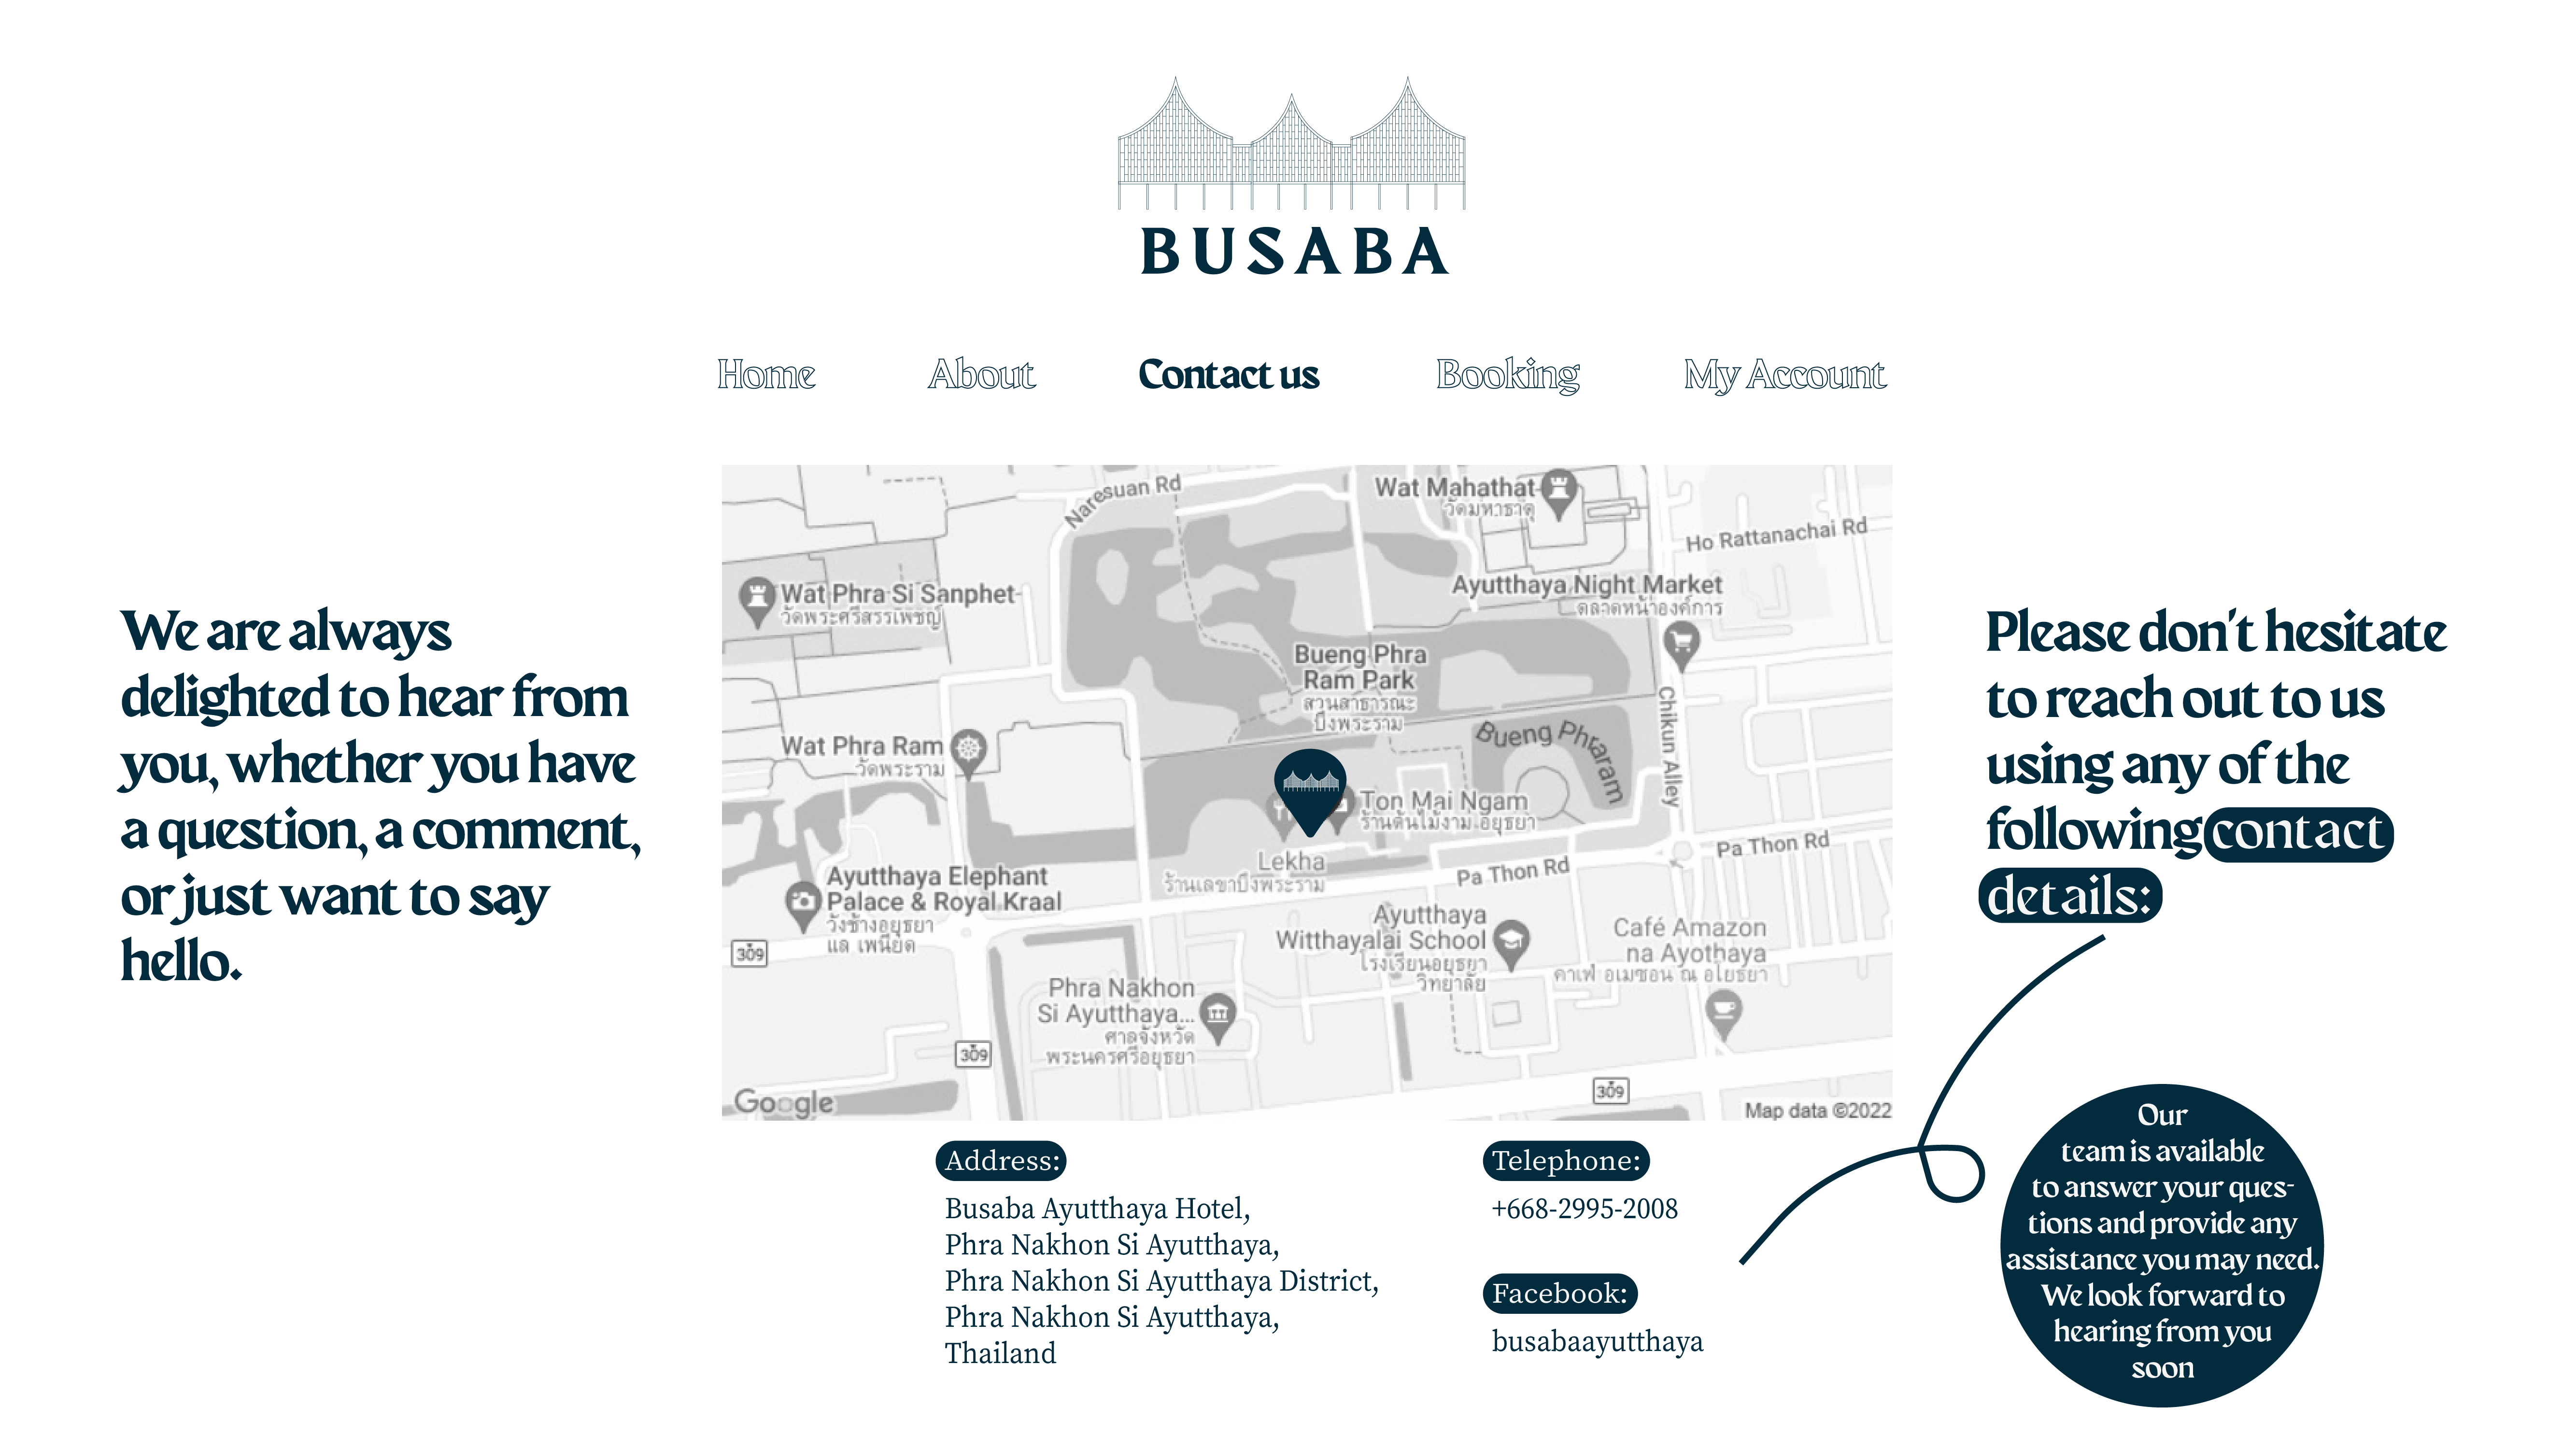 BUSABA
Home
About
Contact us
Booking
My Account
We are always
delighted to hear from
you, whether you have
a question, a comment,
or just want to say
hello.
Naresuan Rd
Wat Mahathat
วัดมหาธาตุ
Ho Rattanachai Rd
Wat Phra Si Sanphet
วัดพระศรีสรรเพชญ์
Ayutthaya Night Market
ตลาดหน้าองค์การ
Bueng Phra
Ram Park
สวนสาธารณะ
บึงพระราม
Chikun Alley
Bueng Phraram
Wat Phra Ram
วัดพระราม
Ton Mai Ngam
ร้านต้นไม้งาม อยุธยา
Lekha
ร้านเลขาบึงพระราม
Pa Thon Rd
Pa Thon Rd
Ayutthaya Elephant
Palace & Royal Kraal
วังช้างอยุธยา
แล เพนียด
309
Ayutthaya
Witthayalai School
โรงเรียนอยุธยา
วิทยาลัย
Café Amazon
na Ayothaya
คาเฟ่ อเมซอน ณ อโยธยา
Phra Nakhon
Si Ayutthaya...
ศาลจังหวัด
พระนครศรีอยุธยา
309
309
Google
Map data ©2022
Please don't hesitate
to reach out to us
using any of the
following contact
details:
Address:
Busaba Ayutthaya Hotel,
Phra Nakhon Si Ayutthaya,
Phra Nakhon Si Ayutthaya District,
Phra Nakhon Si Ayutthaya,
Thailand
Telephone:
+668-2995-2008
Facebook:
busabaayutthaya
Our
team is available
to answer your ques-
tions and provide any
assistance you may need.
We look forward to
hearing from you
soon